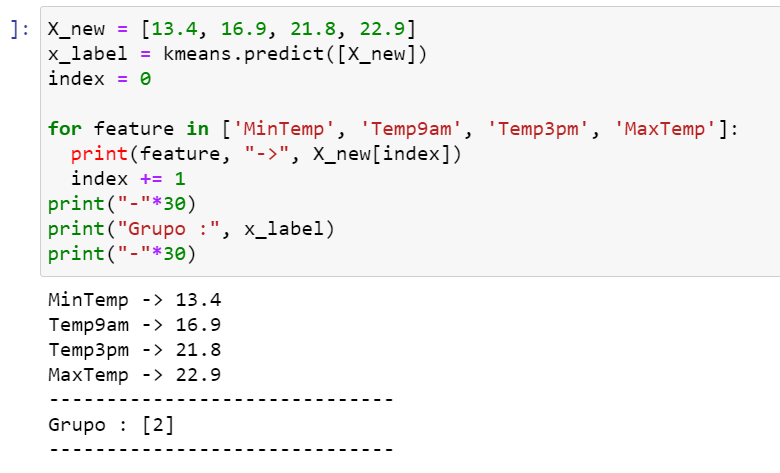 ]: X_new = [13.4, 16.9, 21.8, 22.9]
x_label = kmeans.predict([X_new])
index = 0

for feature in ['MinTemp', 'Temp9am', 'Temp3pm', 'MaxTemp']:
  print(feature, "->", X_new[index])
  index += 1
print("-"*30)
print("Grupo :", x_label)
print("-"*30)
MinTemp -> 13.4
Temp9am -> 16.9
Temp3pm -> 21.8
MaxTemp -> 22.9
------------------------------
Grupo : [2]
------------------------------